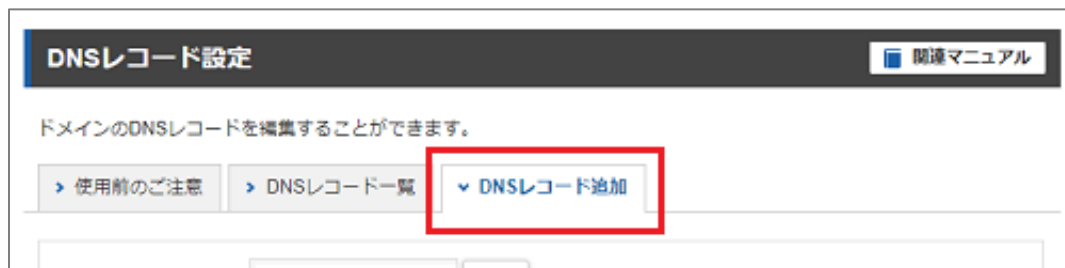 DNSレコード設定
関連マニュアル
ドメインのDNSレコードを編集することができます。
使用前のご注意
DNSレコード一覧
DNSレコード追加